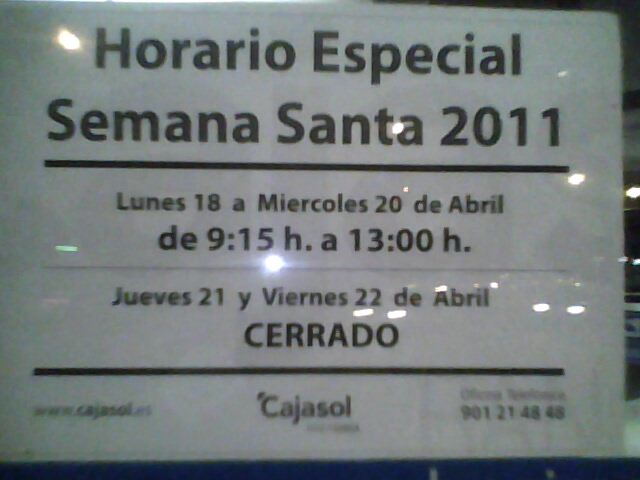 Horario Especial
Semana Santa 2011
Lunes 18 a Miercoles 20 de Abril
de 9:15 h. a 13:00 h.
Jueves 21 y Viernes 22 de Abril
CERRADO
www.cajasol.es
Cajasol
Oficina Telefónica
901 21 48 48